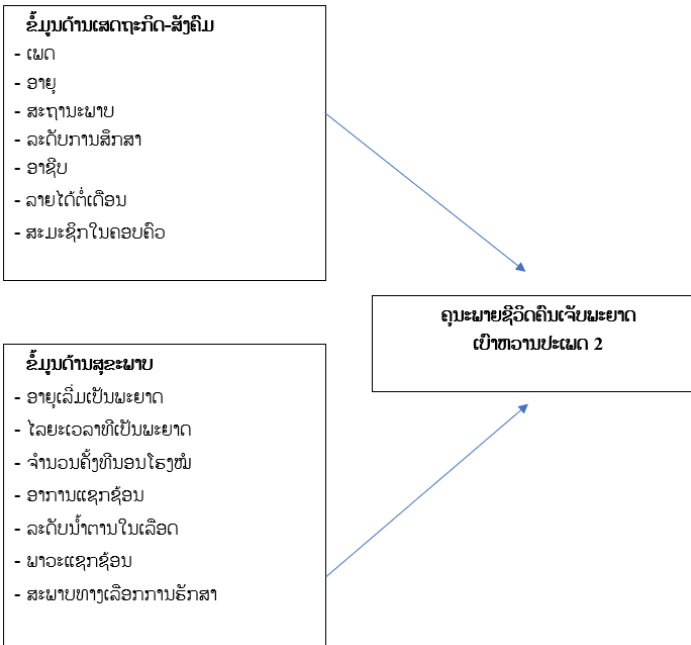 ຂໍ້ມູນດ້ານເສດຖະກິດ-ສັງຄົມ
- ເພດ
- ອາຍຸ
- ສະຖານະພາບ
- ລະດັບການສຶກສາ
- ອາຊີບ
- ລາຍໄດ້ຕໍ່ເດືອນ
- ສະມະຊິກໃນຄອບຄົວ
ຄຸນະພາຍຊີວິດຄົນເຈັບພະຍາດ
ເບົາຫວານປະເພດ 2
ຂໍ້ມູນດ້ານສຸຂະພາບ
- ອາຍຸເລີ່ມເປັນພະຍາດ
- ໄລຍະເວລາທີເປັນພະຍາດ
- ຈໍານວນຄັ້ງທີນອນໂຮງໝໍ
- ອາການແຊກຊ້ອນ
- ລະດັບນໍ້າຕານໃນເລືອດ
- ພາວະແຊກຊ້ອນ
- ສະພາບທາງເລືອກການຮັກສາ